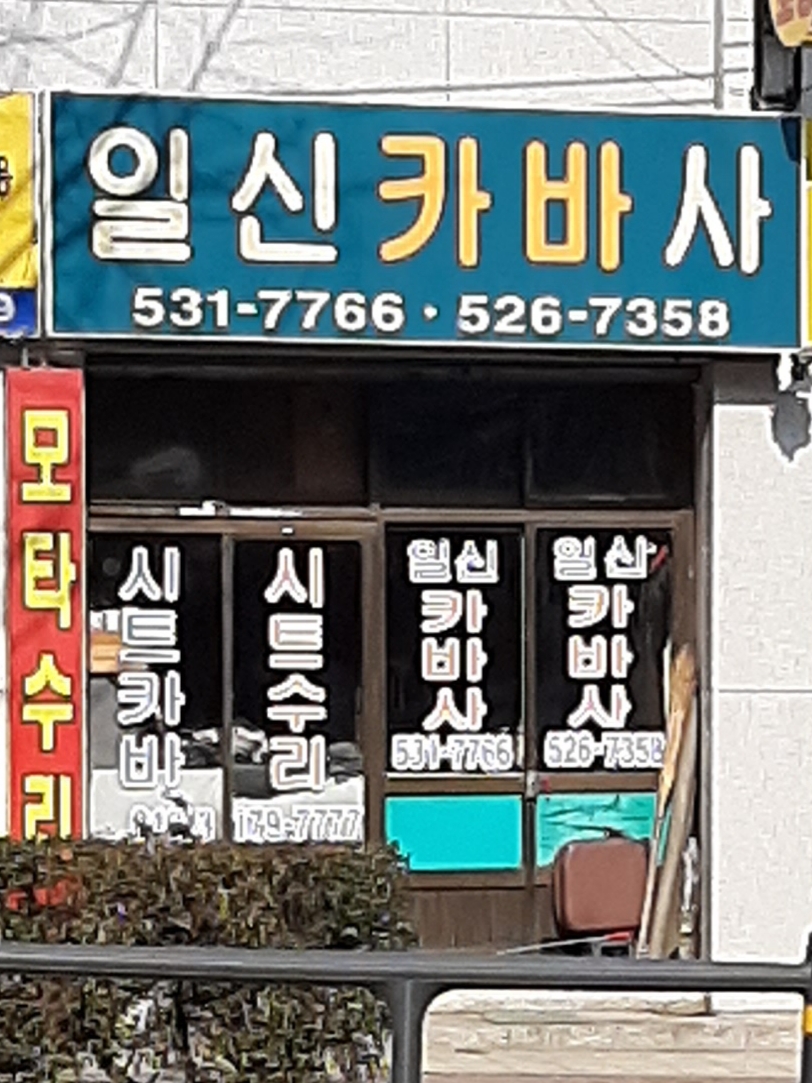 일신카바사
531-7766 · 526-7358
모타수리
시트카바
시트수리
일신
카바사
531-7766
일신
카바사
526-7358